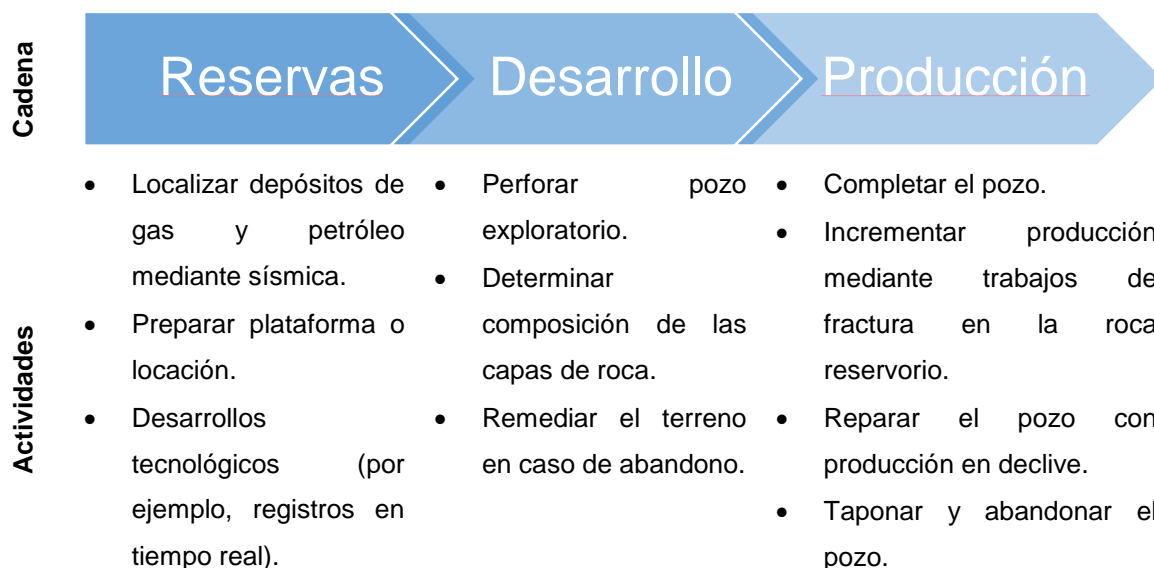 Cadena
Reservas
Desarrollo
Producción
Actividades
• Localizar depósitos de
gas y petróleo
mediante sísmica.
• Preparar plataforma o
locación.
• Desarrollos
tecnológicos (por
ejemplo, registros en
tiempo real).
• Perforar pozo
exploratorio.
• Determinar
composición de las
capas de roca.
• Remediar el terreno
en caso de abandono.
• Completar el pozo.
• Incrementar producción
mediante trabajos de
fractura en la roca
reservorio.
• Reparar el pozo con
producción en declive.
• Taponar y abandonar el
pozo.